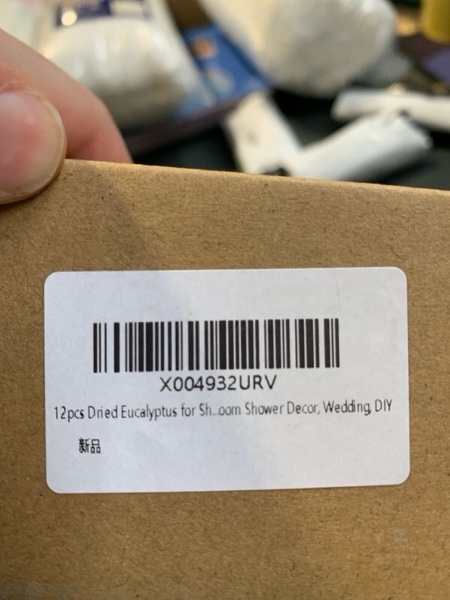 X004932URV
12pcs Dried Eucalyptus for Sh...oom Shower Decor, Wedding, DIY
新品